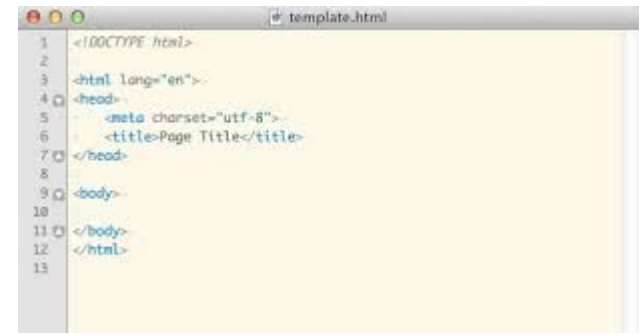 template.html
1 <!DOCTYPE html>
2
3 <html lang="en">
4 <head>
5 <meta charset="utf-8">
6 <title>Page Title</title>
7 </head>
8
9 <body>
10
11 </body>
12 </html>
13